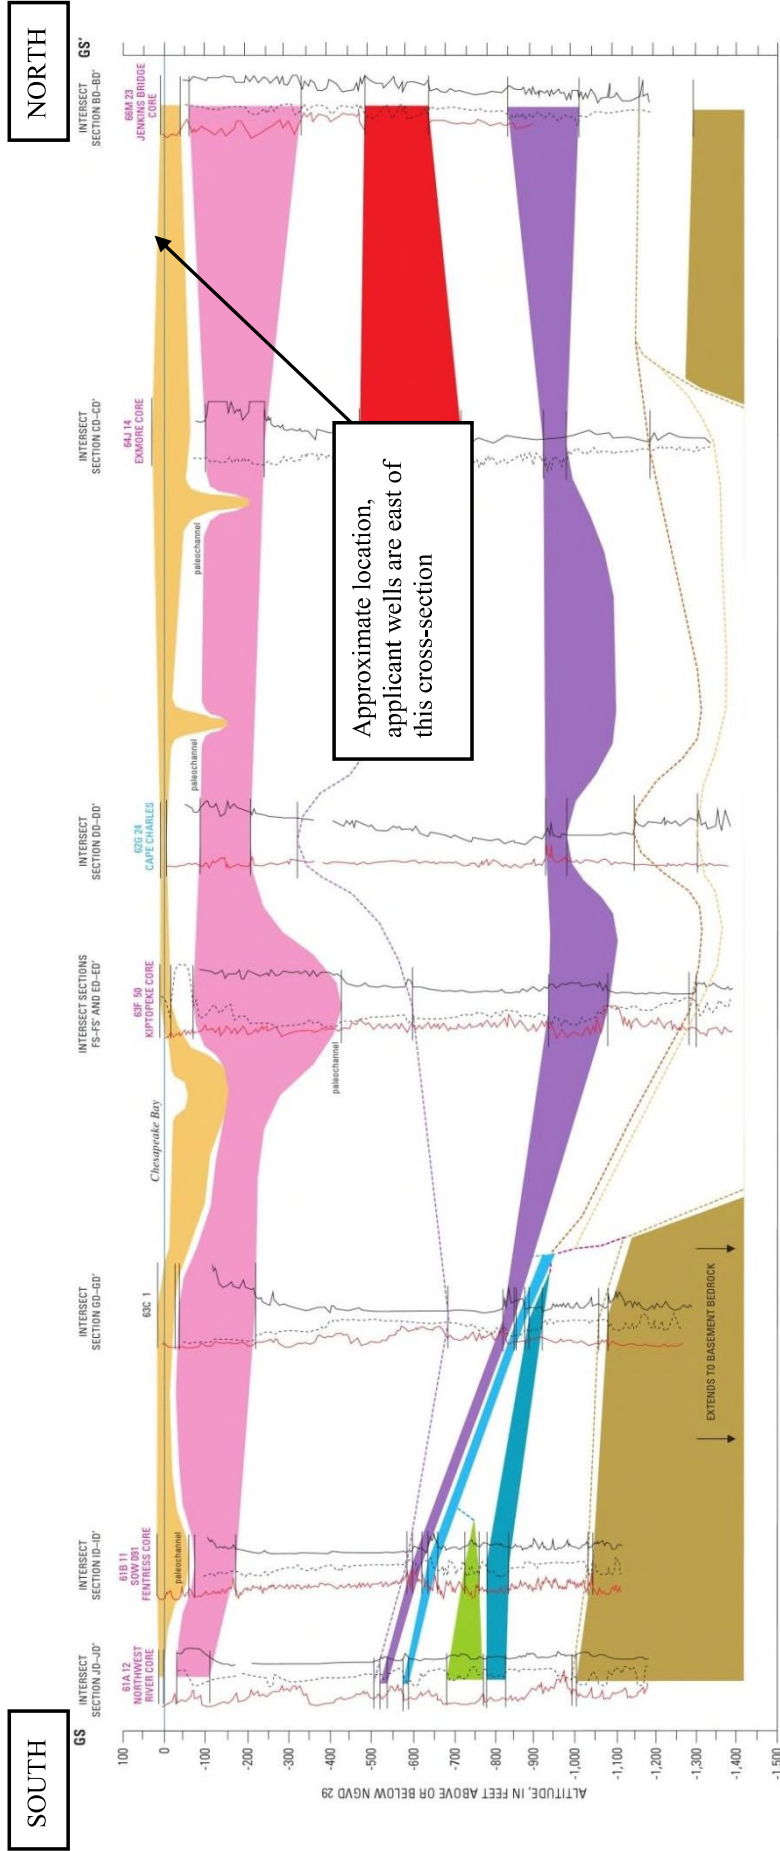 SOUTH
NORTH
GS
GS'
INTERSECT
SECTION JD–JD'
61A 12
NORTHWEST
RIVER CORE
INTERSECT
SECTION ID–ID'
61B 11
SOW 091
FENTRESS CORE
INTERSECT
SECTION GD–GD'
63C 1
INTERSECT SECTIONS
FS–FS' AND ED–ED'
63F 50
KIPTOPEKE CORE
INTERSECT
SECTION DD–DD'
62G 24
CAPE CHARLES
INTERSECT
SECTION CD–CD'
64J 14
EXMORE CORE
INTERSECT
SECTION BD–BD'
66M 23
JENKINS BRIDGE
CORE
Chesapeake Bay
paleochannel
paleochannel
paleochannel
paleochannel
Approximate location,
applicant wells are east of
this cross-section
EXTENDS TO BASEMENT BEDROCK
ALTITUDE, IN FEET ABOVE OR BELOW NGVD 29
100
0
-100
-200
-300
-400
-500
-600
-700
-800
-900
-1,000
-1,100
-1,200
-1,300
-1,400
-1,500